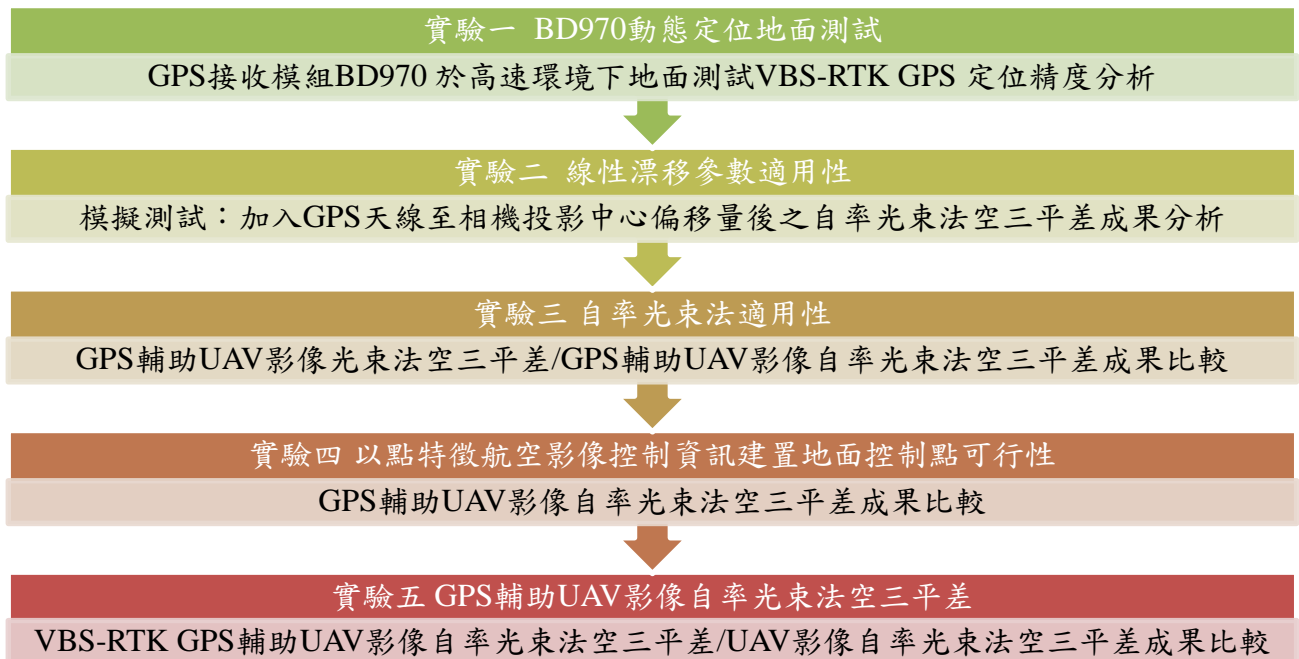 實驗一 BD970動態定位地面測試
GPS接收模組BD970 於高速環境下地面測試VBS-RTK GPS 定位精度分析
實驗二 線性漂移參數適用性
模擬測試：加入GPS天線至相機投影中心偏移量後之自率光束法空三平差成果分析
實驗三 自率光束法適用性
GPS輔助UAV影像光束法空三平差/GPS輔助UAV影像自率光束法空三平差成果比較
實驗四 以點特徵航空影像控制資訊建置地面控制點可行性
GPS輔助UAV影像自率光束法空三平差成果比較
實驗五 GPS輔助UAV影像自率光束法空三平差
VBS-RTK GPS輔助UAV影像自率光束法空三平差/UAV影像自率光束法空三平差成果比較